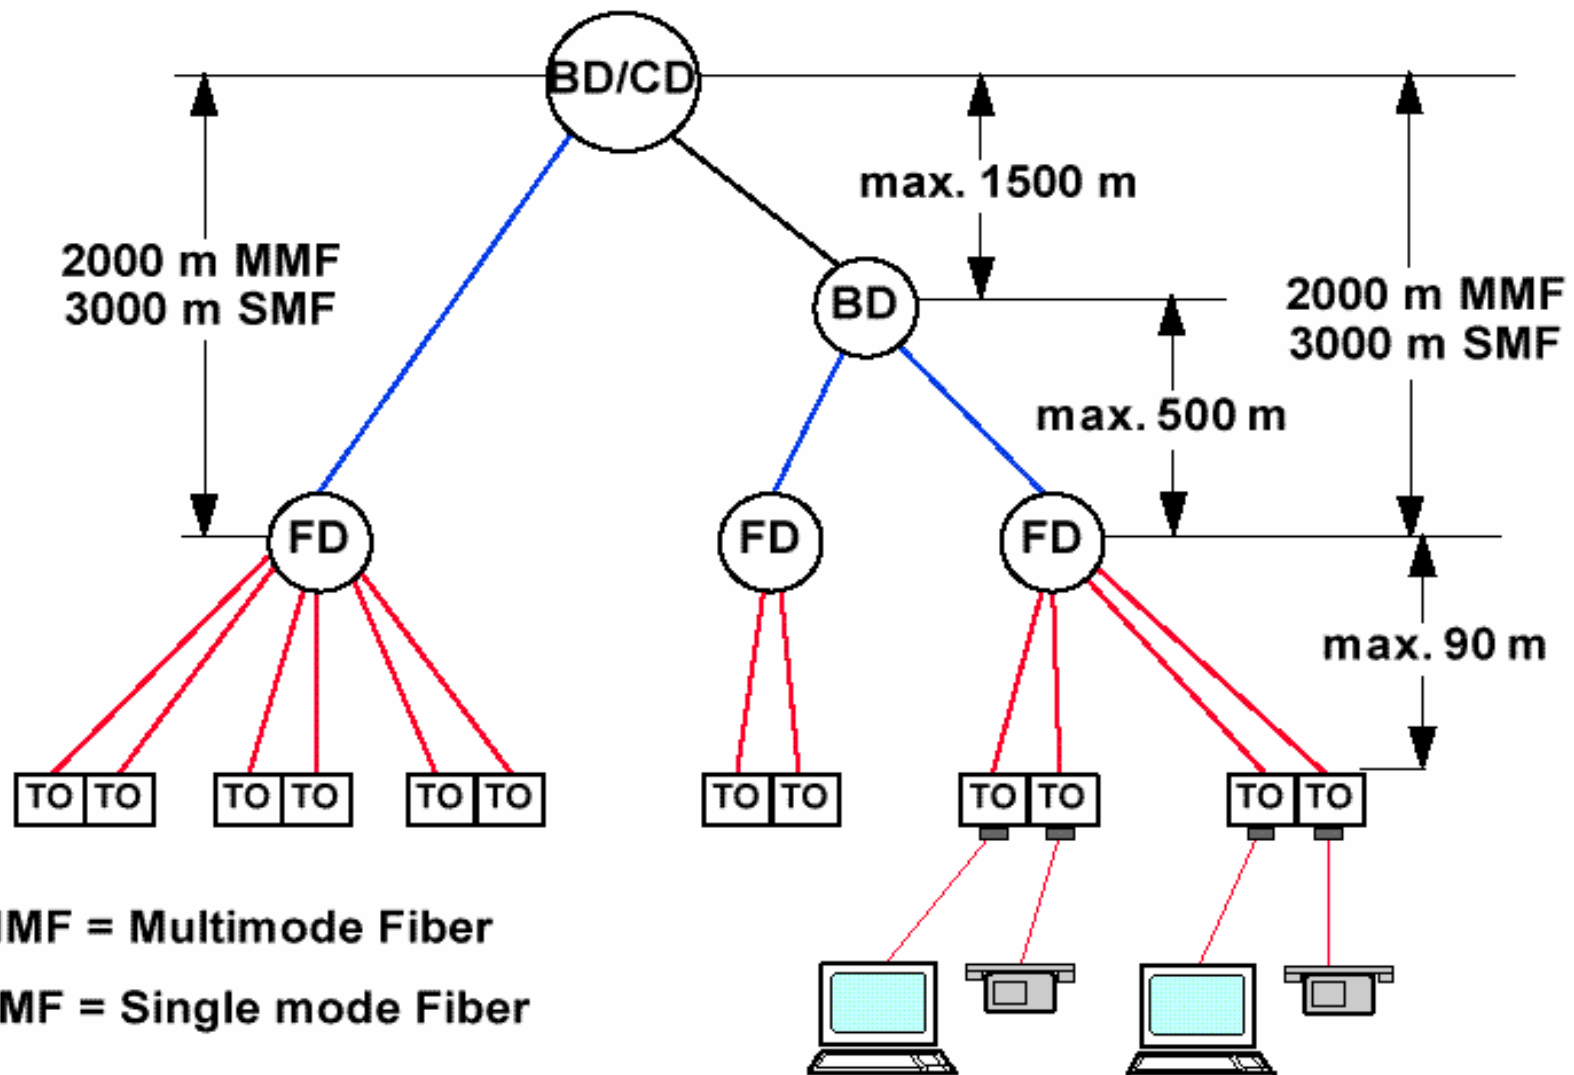 BD/CD
max. 1500 m
2000 m MMF
3000 m SMF
BD
2000 m MMF
3000 m SMF
max. 500 m
FD
FD
FD
max. 90 m
TO TO
TO TO
TO TO
TO TO
TO TO
TO TO
MF = Multimode Fiber
MF = Single mode Fiber